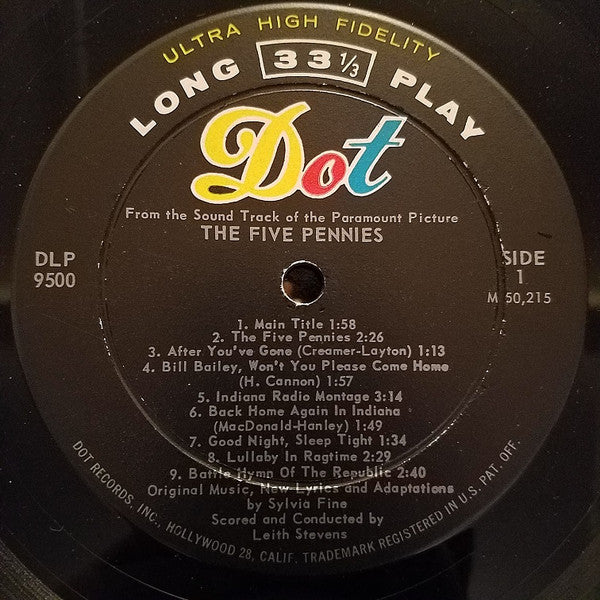 ULTRA HIGH FIDELITY
LONG 33 1/3 PLAY
Dot
From the Sound Track of the Paramount Picture
THE FIVE PENNIES
DLP
9500
SIDE
1
M 50,215
1. Main Title 1:58
2. The Five Pennies 2:26
3. After You've Gone (Creamer-Layton) 1:13
4. Bill Bailey, Won't You Please Come Home
(H. Cannon) 1:57
5. Indiana Radio Montage 3:14
6. Back Home Again In Indiana
(MacDonald-Hanley) 1:49
7. Good Night, Sleep Tight 1:34
8. Lullaby In Ragtime 2:29
9. Battle Hymn Of The Republic 2:40
Original Music, New Lyrics and Adaptations
by Sylvia Fine
Scored and Conducted by
Leith Stevens
DOT RECORDS, INC., HOLLYWOOD 28, CALIF. TRADEMARK REGISTERED IN U.S. PAT. OFF.